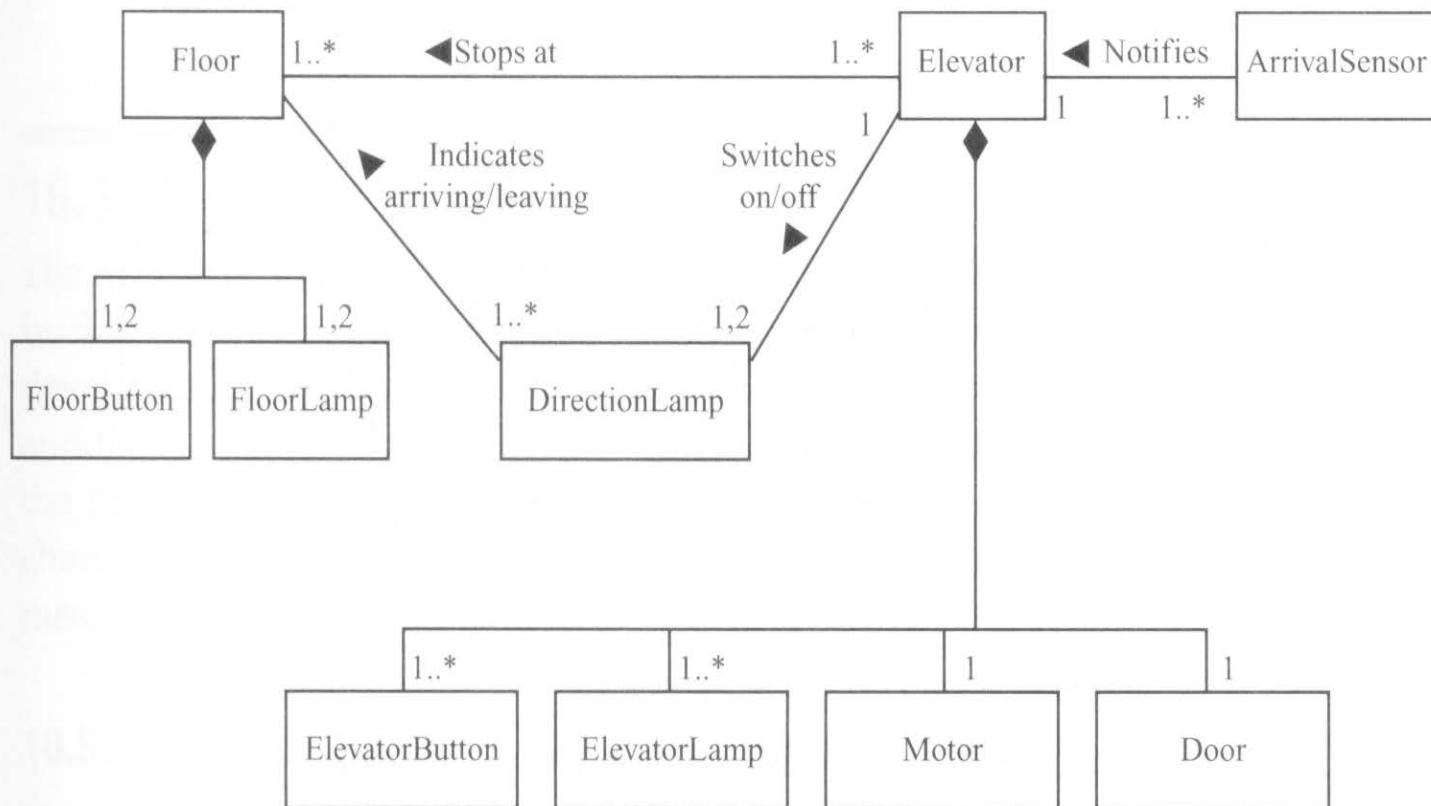 Floor
1..*
Stops at
1..*
Elevator
Notifies
ArrivalSensor
1
1..*
1
Indicates
arriving/leaving
Switches
on/off
1,2
1,2
1..*
1,2
FloorButton
FloorLamp
DirectionLamp
1..*
1..*
1
1
ElevatorButton
ElevatorLamp
Motor
Door